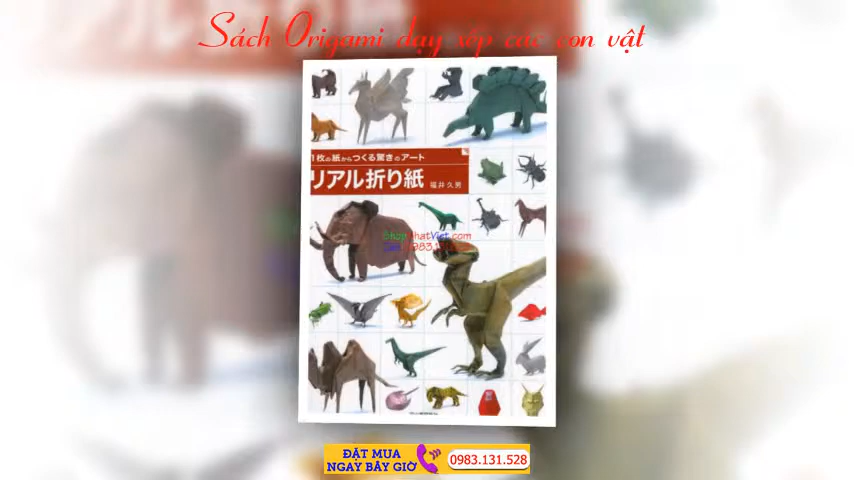 Sách Origami dạy xếp các con vật
1枚の紙からつくる驚きのアート
リアル折り紙 福井久男
ShopNhatViet.com
ĐẶT MUA
NGAY BÂY GIỜ
0983.131.528